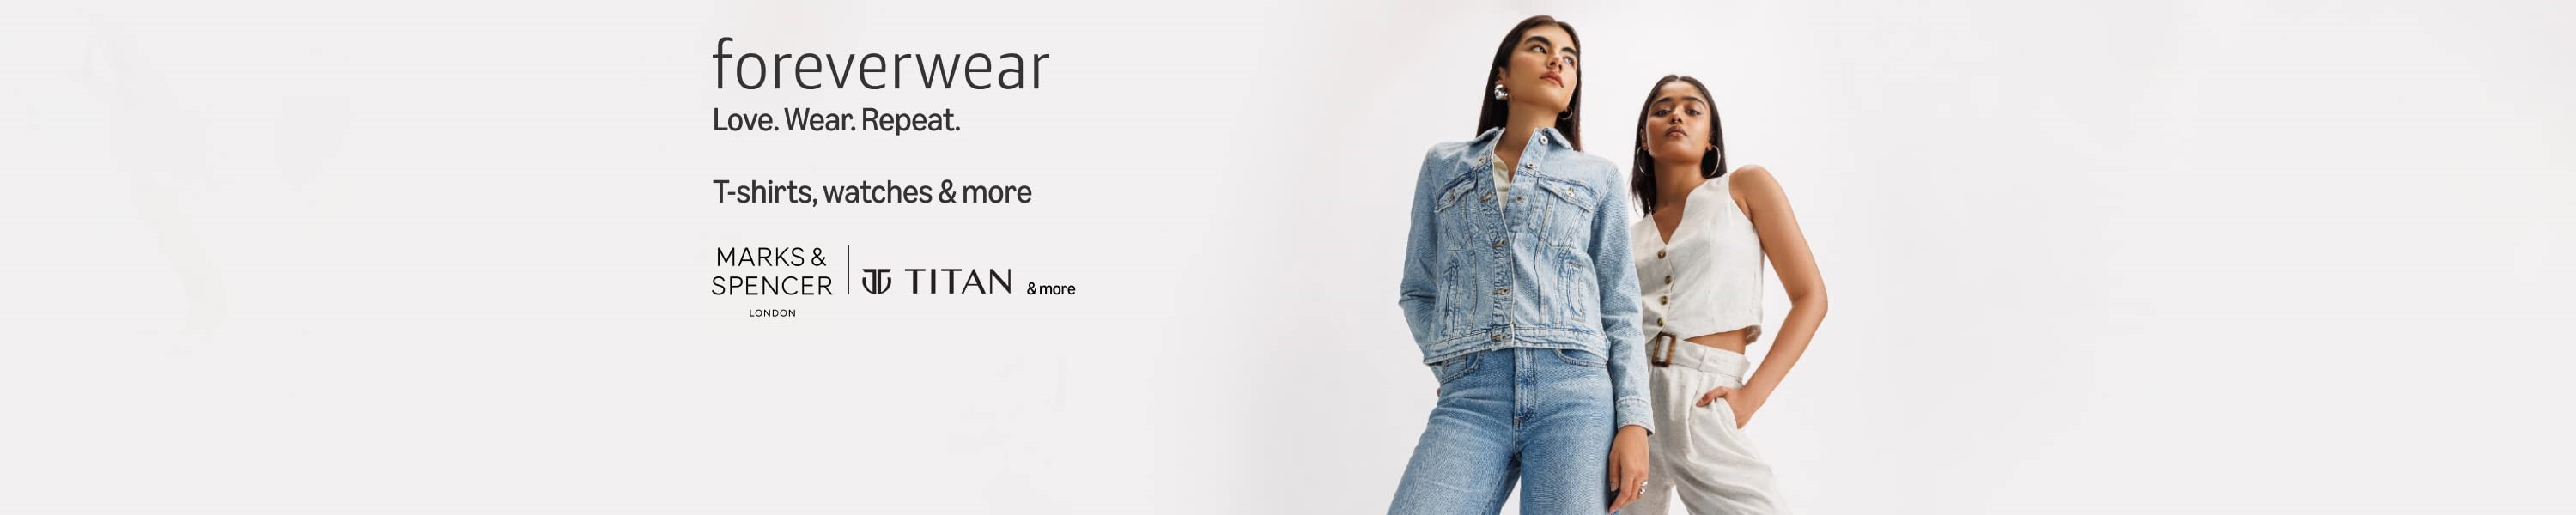 foreverwear
Love. Wear. Repeat.
T-shirts, watches & more
MARKS &
SPENCER
LONDON
TITAN & more